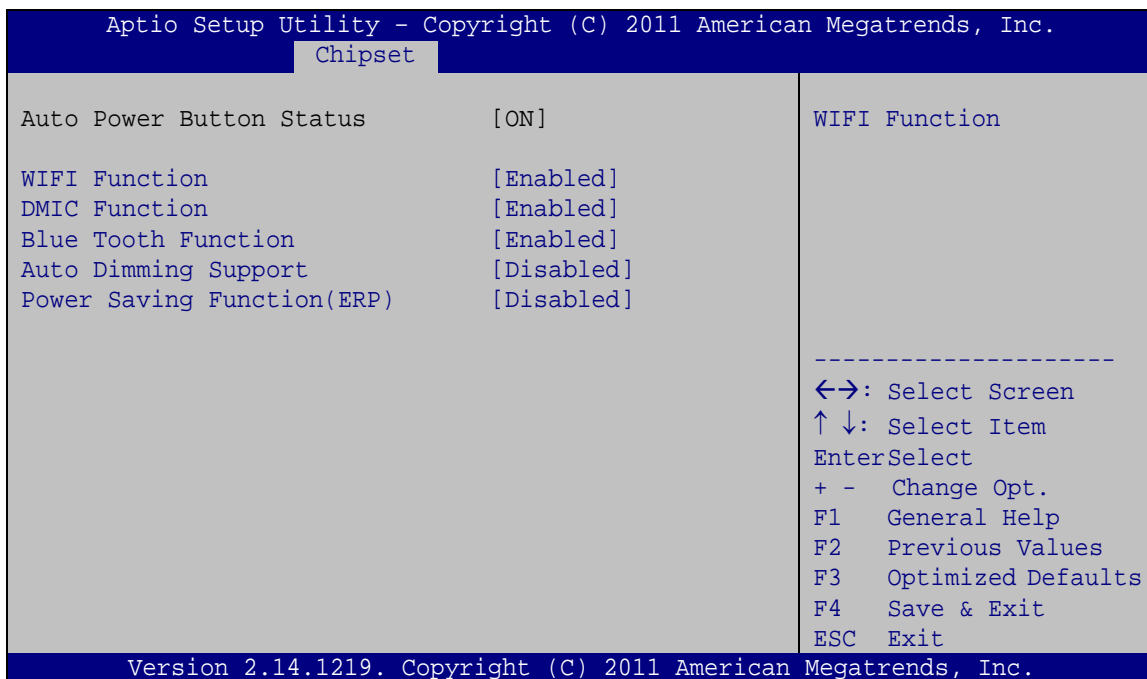 Aptio Setup Utility – Copyright (C) 2011 American Megatrends, Inc.
Chipset
Auto Power Button Status [ON]
WIFI Function [Enabled]
DMIC Function [Enabled]
Blue Tooth Function [Enabled]
Auto Dimming Support [Disabled]
Power Saving Function(ERP) [Disabled]
WIFI Function
---------------------
←→: Select Screen
↑ ↓: Select Item
EnterSelect
+ - Change Opt.
F1 General Help
F2 Previous Values
F3 Optimized Defaults
F4 Save & Exit
ESC Exit
Version 2.14.1219. Copyright (C) 2011 American Megatrends, Inc.